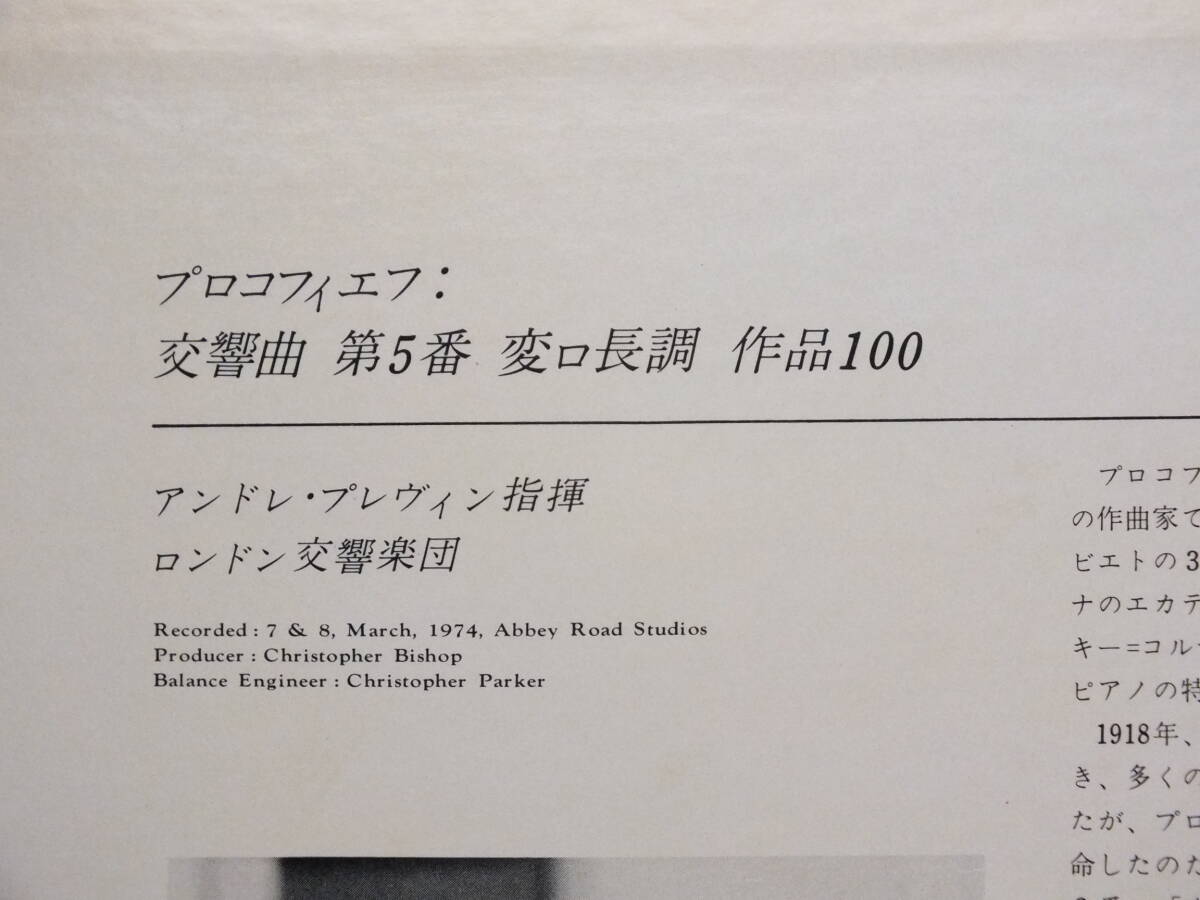 プロコフィエフ:
交響曲 第5番 変ロ長調 作品100
アンドレ・プレヴィン指揮
ロンドン交響楽団
Recorded : 7 & 8, March, 1974, Abbey Road Studios
Producer : Christopher Bishop
Balance Engineer : Christopher Parker
プロコフ
の作曲家で
ビエトの3
ナのエカテ
キー=コル
ピアノの特
1918年、
き、多くの
たが、プロ
命したのだ